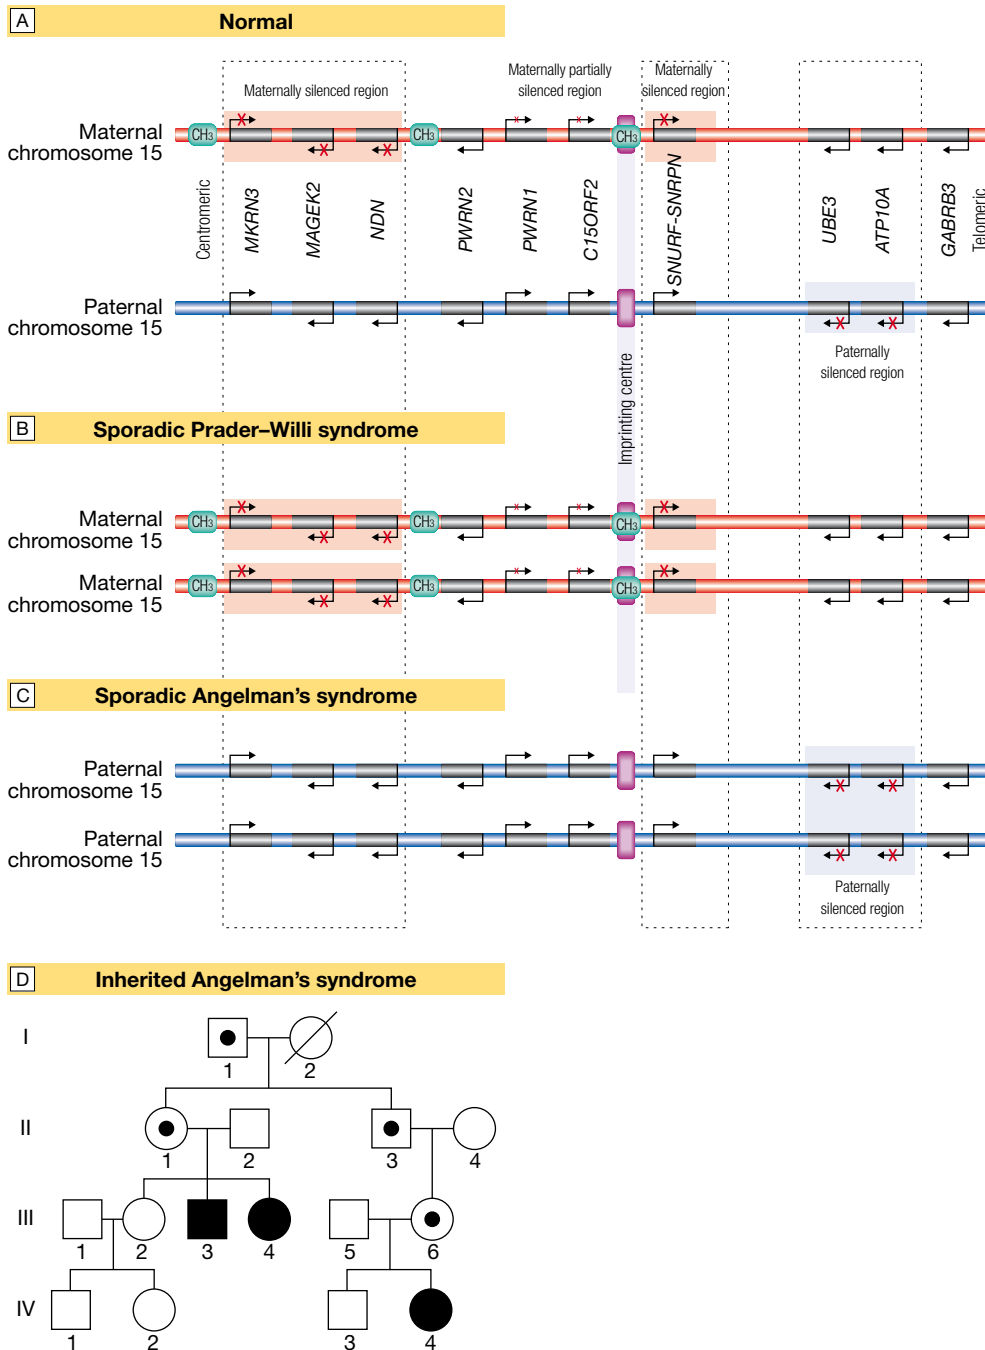 A Normal
Maternally silenced region
Maternally partially
silenced region
Maternally
silenced region
Maternal
chromosome 15
CH3 CH3 CH3
Centromeric
MKRN3
MAGEK2
NDN
PWRN2
PWRN1
C15ORF2
SNURF-SNRPN
UBE3
ATP10A
GABRB3
Telomeric
Paternal
chromosome 15
Paternally
silenced region
Imprinting centre
B Sporadic Prader–Willi syndrome
Maternal
chromosome 15
CH3 CH3 CH3
Maternal
chromosome 15
CH3 CH3 CH3
C Sporadic Angelman's syndrome
Paternal
chromosome 15
Paternal
chromosome 15
Paternally
silenced region
D Inherited Angelman's syndrome
I
1 2
II
1 2 3 4
III
1 2 3 4 5 6
IV
1 2 3 4